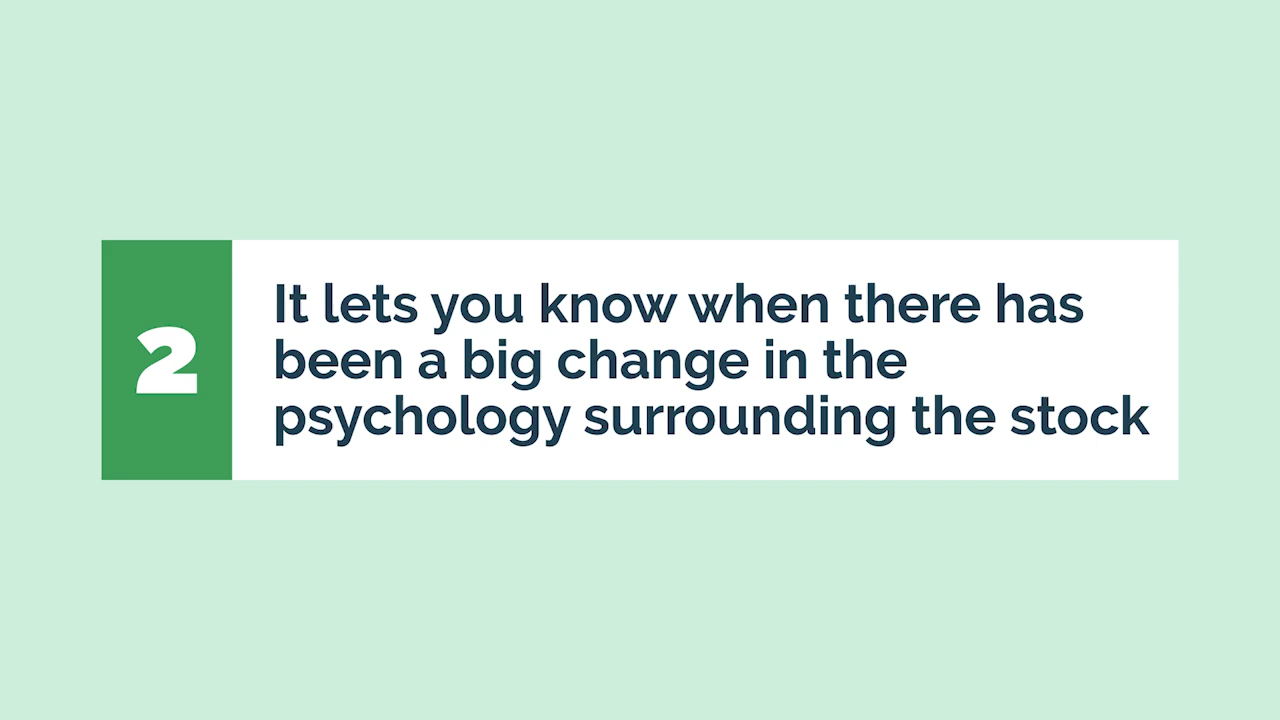 2
It lets you know when there has
been a big change in the
psychology surrounding the stock